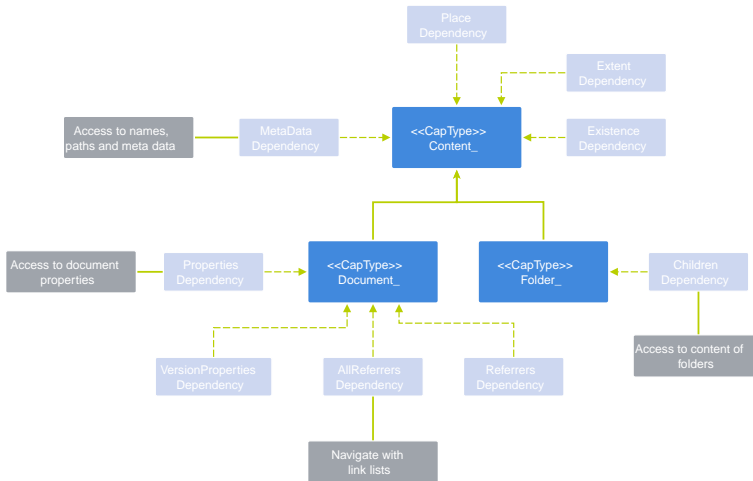 Place
Dependency
Extent
Dependency
Access to names,
paths and meta data
MetaData
Dependency
<<CapType>>
Content_
Existence
Dependency
Access to document
properties
Properties
Dependency
<<CapType>>
Document_
<<CapType>>
Folder_
Children
Dependency
VersionProperties
Dependency
AllReferrers
Dependency
Referrers
Dependency
Access to content of
folders
Navigate with
link lists